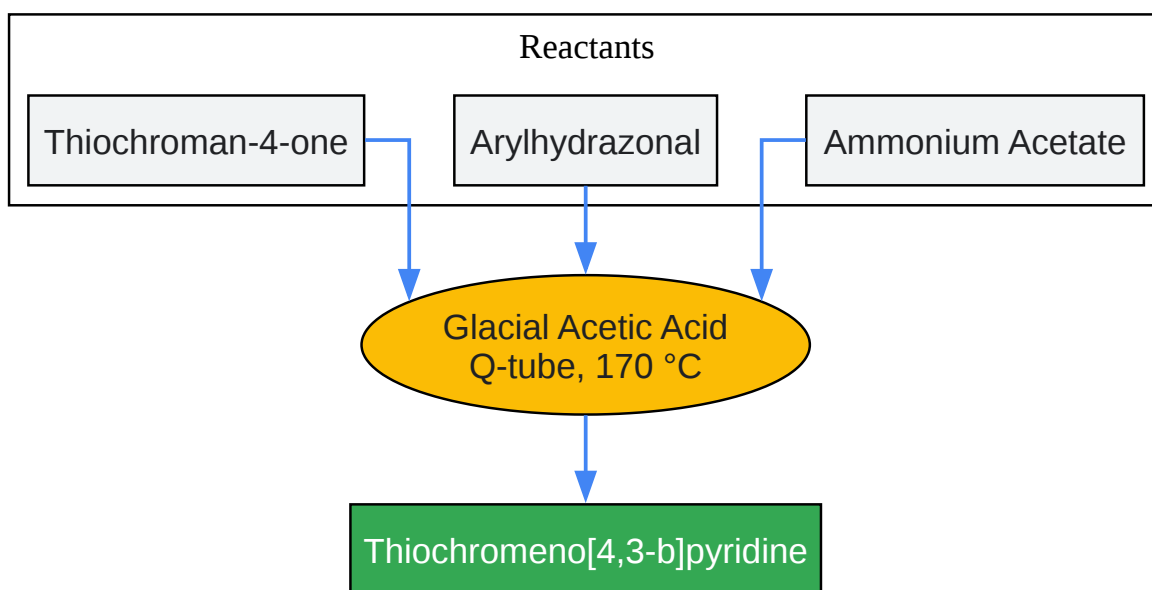 Reactants
Thiochroman-4-one
Arylhydrazonal
Ammonium Acetate
Glacial Acetic Acid
Q-tube, 170 °C
Thiochromeno[4,3-b]pyridine